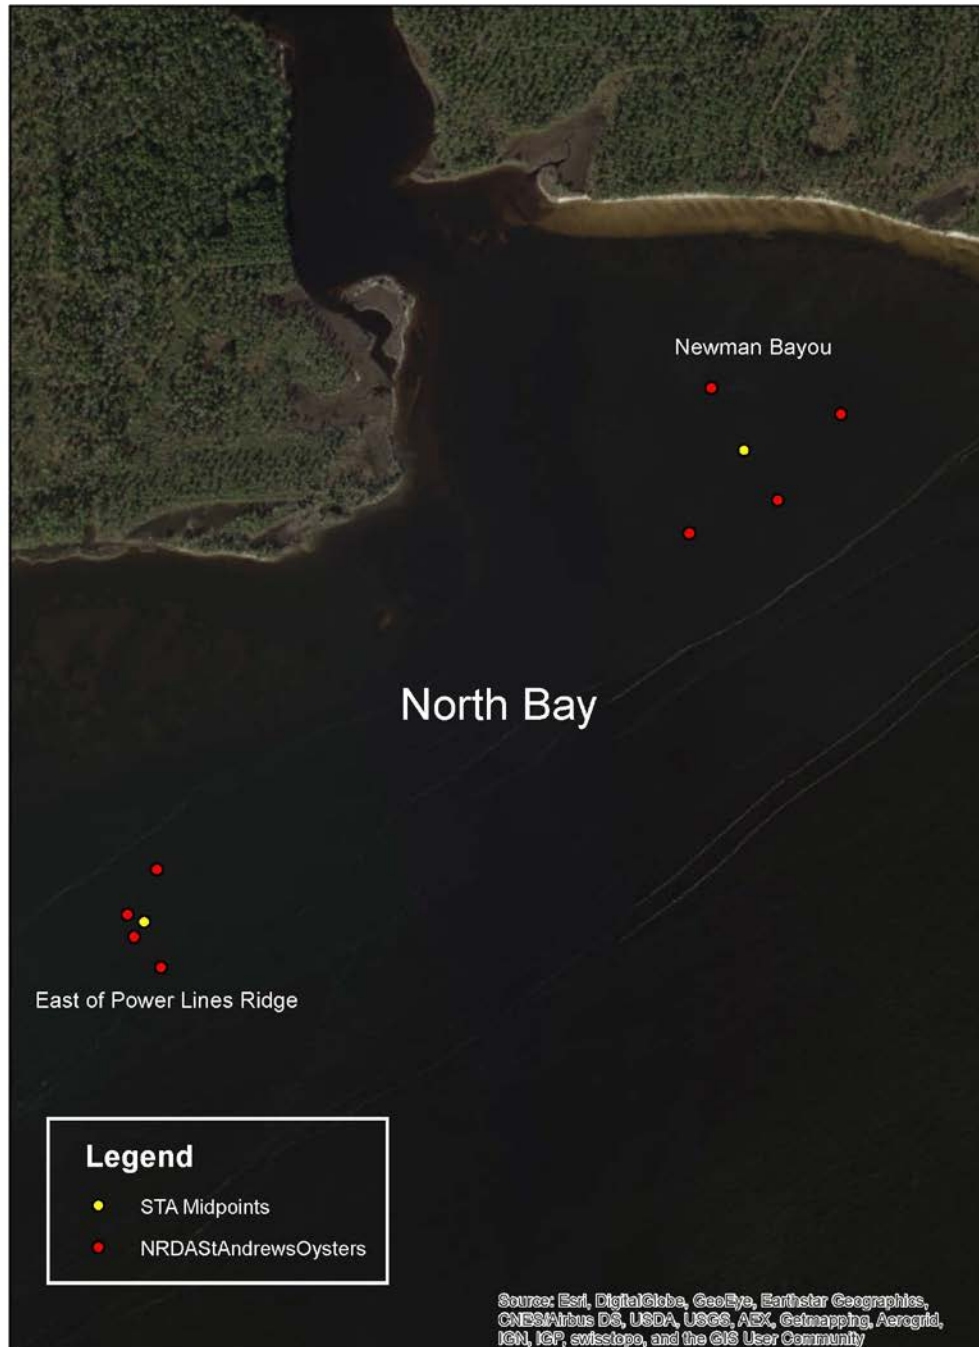 Newman Bayou
North Bay
East of Power Lines Ridge
Legend
STA Midpoints
NRDAStAndrewsOysters
Source: Esri, DigitalGlobe, GeoEye, Earthstar Geographics,
CNES/Airbus DS, USDA, USGS, AEX, Getmapping, Aerogrid,
IGN, IGP, swisstopo, and the GIS User Community